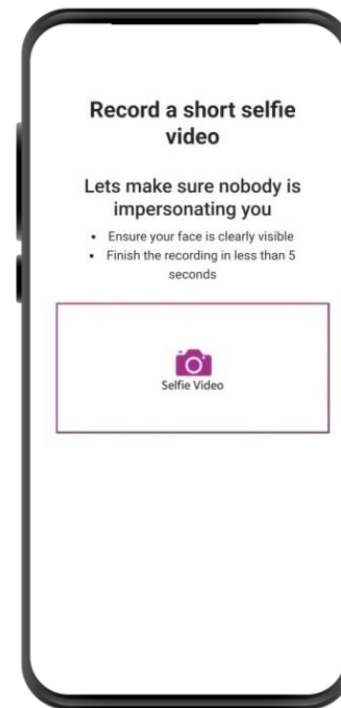 Record a short selfie
video
Lets make sure nobody is
impersonating you
• Ensure your face is clearly visible
• Finish the recording in less than 5
seconds
Selfie Video